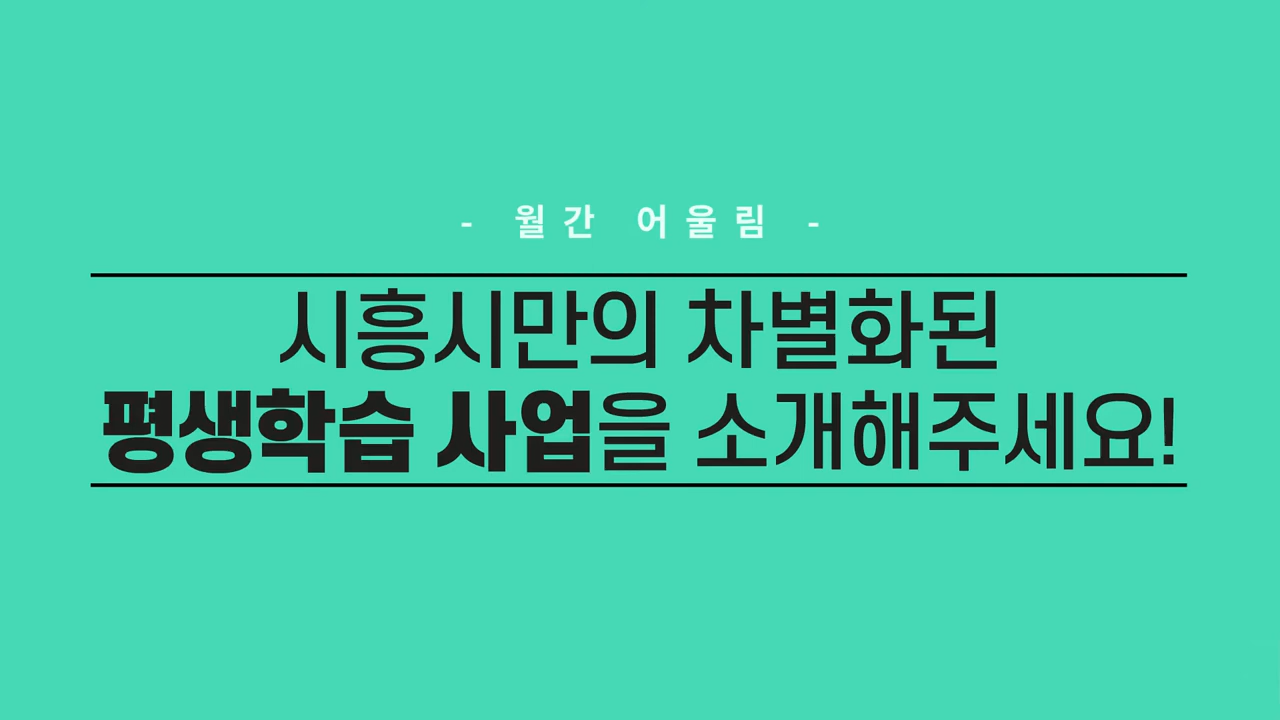 - 월간 어울림 -
시흥시만의 차별화된
평생학습 사업을 소개해주세요!